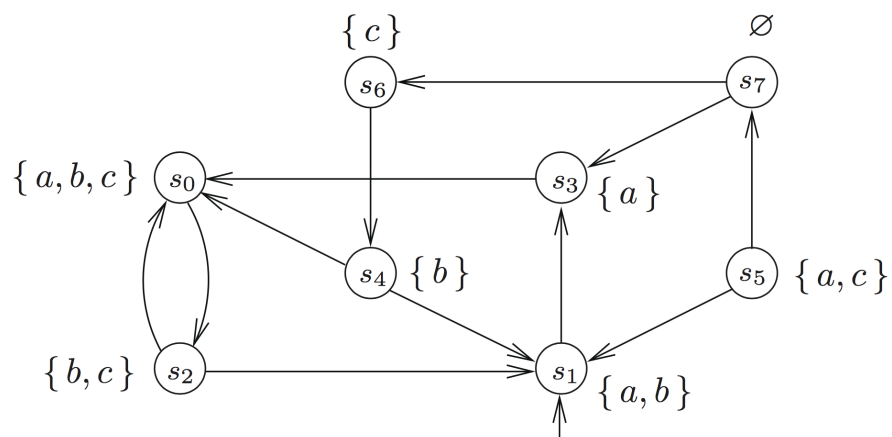 ∅
{ c }
s₆
s₇
{ a, b, c }
s₀
s₃
{ a }
s₄
{ b }
s₅
{ a, c }
{ b, c }
s₂
s₁
{ a, b }